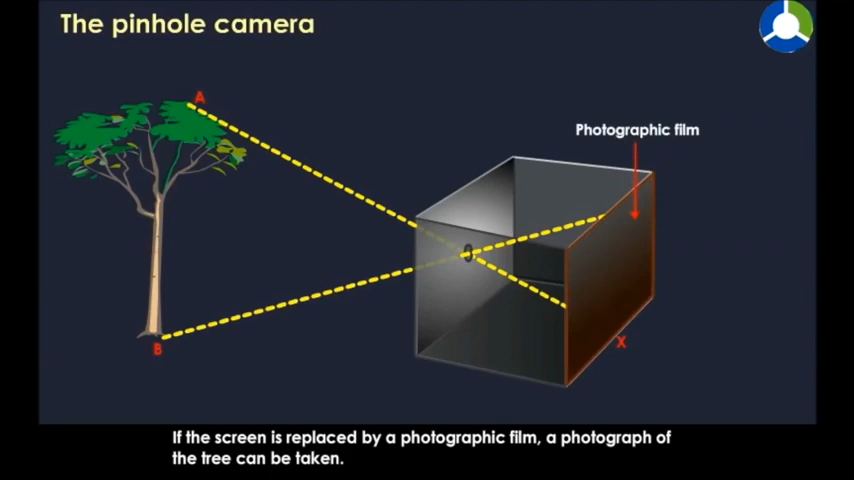 The pinhole camera
A
Photographic film
B
X
If the screen is replaced by a photographic film, a photograph of
the tree can be taken.